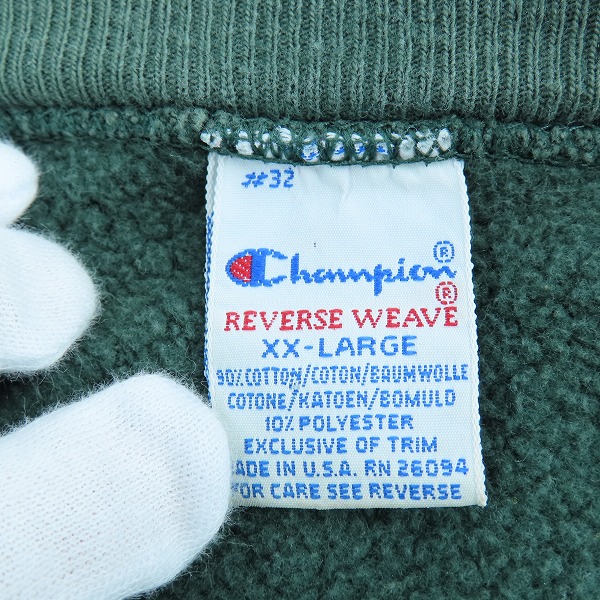 #32
Champion®
REVERSE WEAVE®
XX-LARGE
90% COTTON/COTON/BAUMWOLLE
COTONE/KATOEN/BOMULD
10% POLYESTER
EXCLUSIVE OF TRIM
MADE IN U.S.A. RN 26094
FOR CARE SEE REVERSE